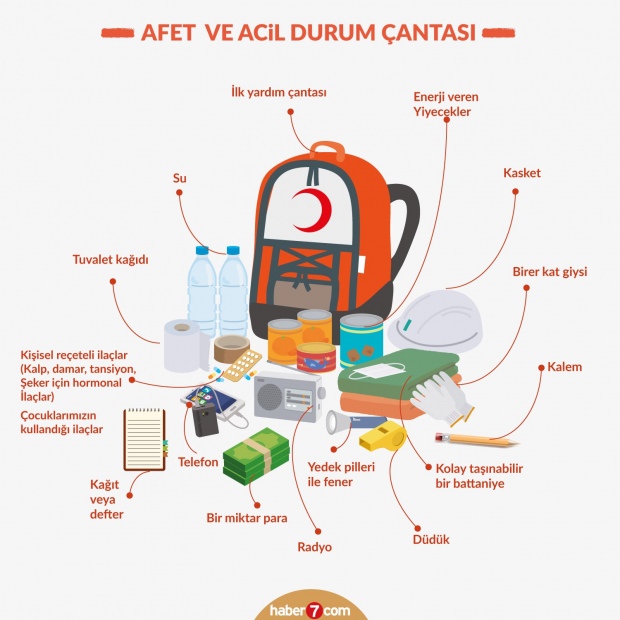 AFET VE ACiL DURUM ÇANTASI
İlk yardım çantası
Enerji veren
Yiyecekler
Su
Kasket
Tuvalet kağıdı
Birer kat giysi
Kişisel reçeteli ilaçlar
(Kalp, damar, tansiyon,
Şeker için hormonal
İlaçlar)
Çocuklarımızın
kullandığı ilaçlar
Kalem
Telefon
Yedek pilleri
ile fener
Kolay taşınabilir
bir battaniye
Kağıt
veya
defter
Bir miktar para
Radyo
Düdük
haber7com